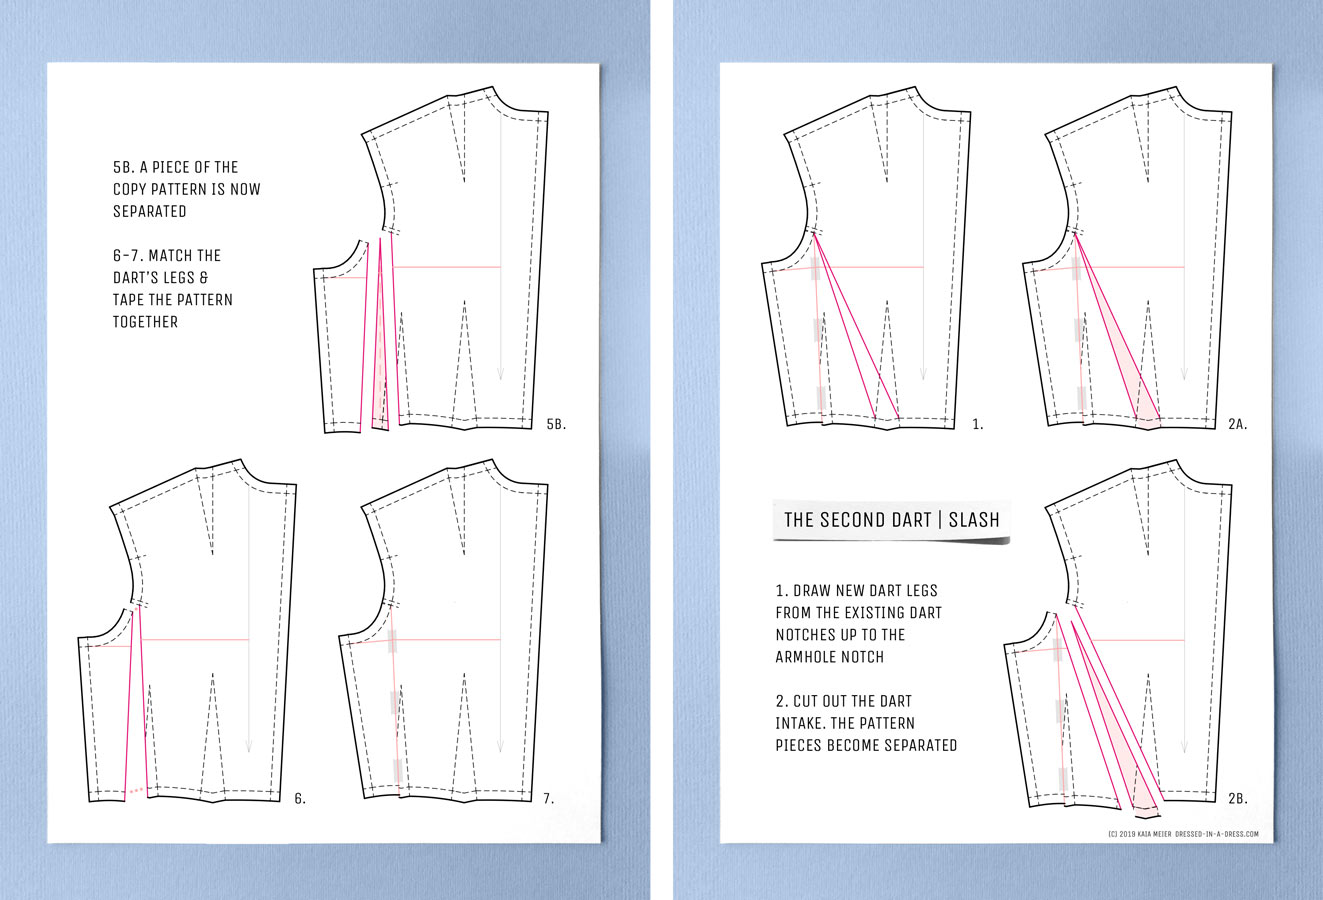 5B. A PIECE OF THE
COPY PATTERN IS NOW
SEPARATED
6-7. MATCH THE
DART'S LEGS &
TAPE THE PATTERN
TOGETHER
5B.
6.
7.
1.
2A.
THE SECOND DART | SLASH
1. DRAW NEW DART LEGS
FROM THE EXISTING DART
NOTCHES UP TO THE
ARMHOLE NOTCH
2. CUT OUT THE DART
INTAKE. THE PATTERN
PIECES BECOME SEPARATED
2B.
(C) 2019 KAIA MEIER DRESSED-IN-A-DRESS.COM